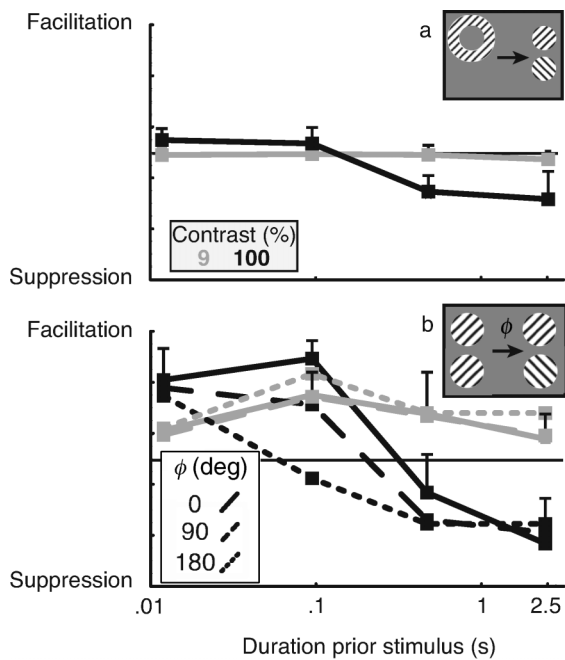 Facilitation
a
Contrast (%)
9 100
Suppression
Facilitation
b
ϕ
ϕ (deg)
0
90
180
Suppression
.01 .1 1 2.5
Duration prior stimulus (s)